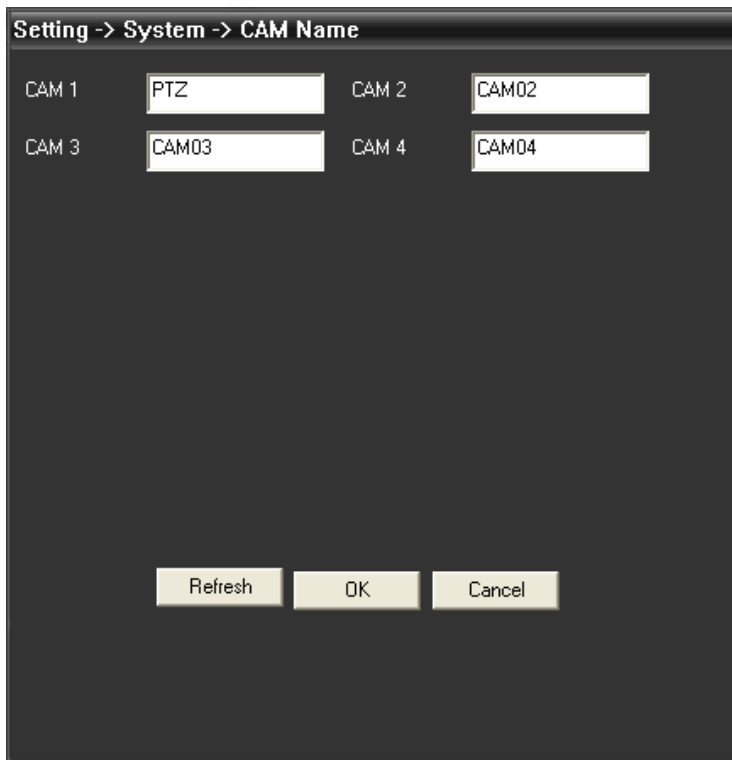 Setting -> System -> CAM Name
CAM 1 PTZ CAM 2 CAM02
CAM 3 CAM03 CAM 4 CAM04
Refresh OK Cancel